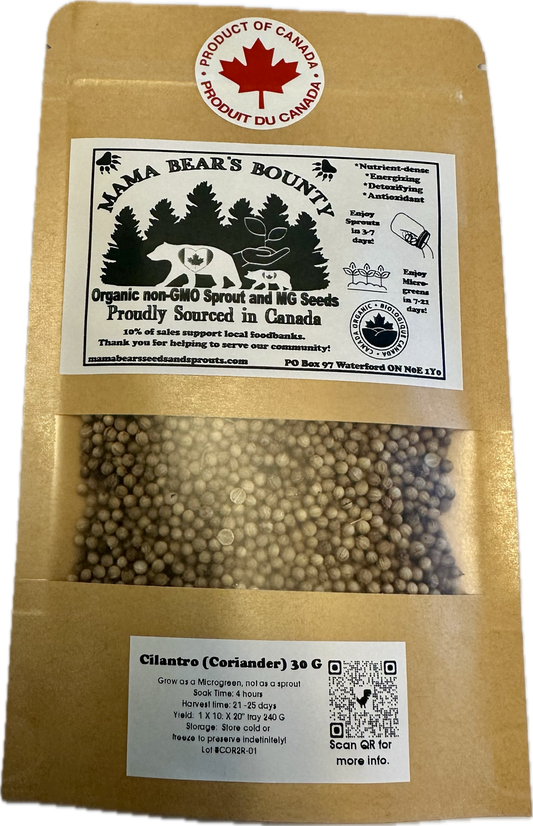 PRODUCT OF CANADA
PRODUIT DU CANADA
MAMA BEAR'S BOUNTY
*Nutrient-dense
*Energizing
*Detoxifying
*Antioxidant
Enjoy
Sprouts
in 3-7
days!
Enjoy
Micro-
greens
in 7-21
days!
CANADA ORGANIC • BIOLOGIQUE CANADA •
Organic non-GMO Sprout and MG Seeds
Proudly Sourced in Canada
10% of sales support local foodbanks.
Thank you for helping to serve our community!
mamabearsseedsandsprouts.com
PO Box 97 Waterford ON N0E 1Y0
Cilantro (Coriander) 30 G
Grow as a Microgreen, not as a sprout
Soak Time: 4 hours
Harvest time: 21 -25 days
Yield: 1 X 10: X 20" tray 240 G
Storage: Store cold or
freeze to preserve indefinitely!
Lot #COR2R-01
Scan QR for
more info.